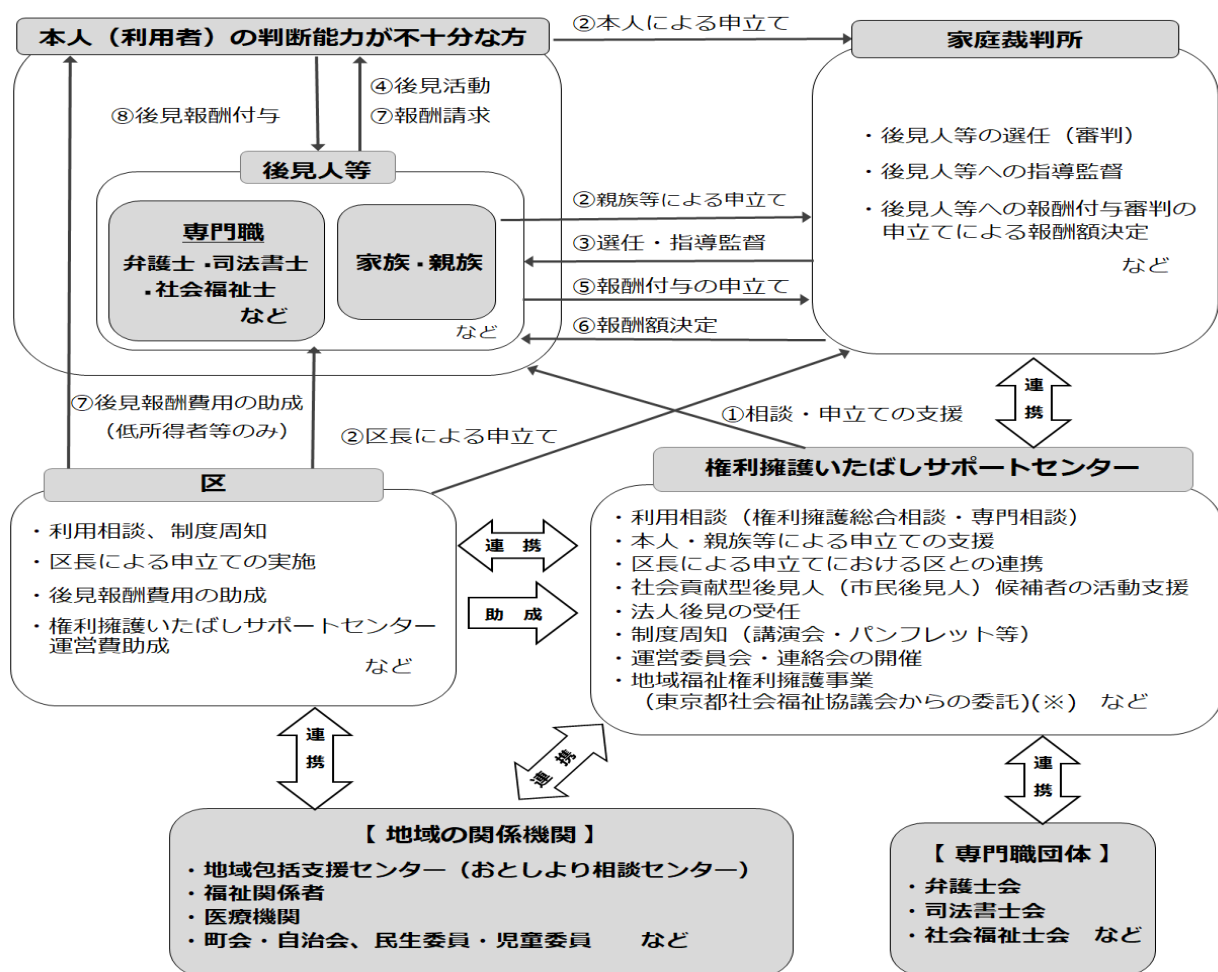 本人（利用者）の判断能力が不十分な方
②本人による申立て
家庭裁判所
④後見活動
⑧後見報酬付与
⑦報酬請求
後見人等
専門職
弁護士・司法書士
・社会福祉士
など
家族・親族
など
②親族等による申立て
③選任・指導監督
⑤報酬付与の申立て
⑥報酬額決定
・後見人等の選任（審判）
・後見人等への指導監督
・後見人等への報酬付与審判の
申立てによる報酬額決定
など
⑦後見報酬費用の助成
（低所得者等のみ）
②区長による申立て
①相談・申立ての支援
連
携
区
・利用相談、制度周知
・区長による申立ての実施
・後見報酬費用の助成
・権利擁護いたばしサポートセンター
運営費助成
など
連 携
助 成
権利擁護いたばしサポートセンター
・利用相談（権利擁護総合相談・専門相談）
・本人・親族等による申立ての支援
・区長による申立てにおける区との連携
・社会貢献型後見人（市民後見人）候補者の活動支援
・法人後見の受任
・制度周知（講演会・パンフレット等）
・運営委員会・連絡会の開催
・地域福祉権利擁護事業
（東京都社会福祉協議会からの委託)(※)　など
連
携
連 携
連
携
【 地域の関係機関 】
・地域包括支援センター（おとしより相談センター）
・福祉関係者
・医療機関
・町会・自治会、民生委員・児童委員　など
【 専門職団体 】
・弁護士会
・司法書士会
・社会福祉士会　など